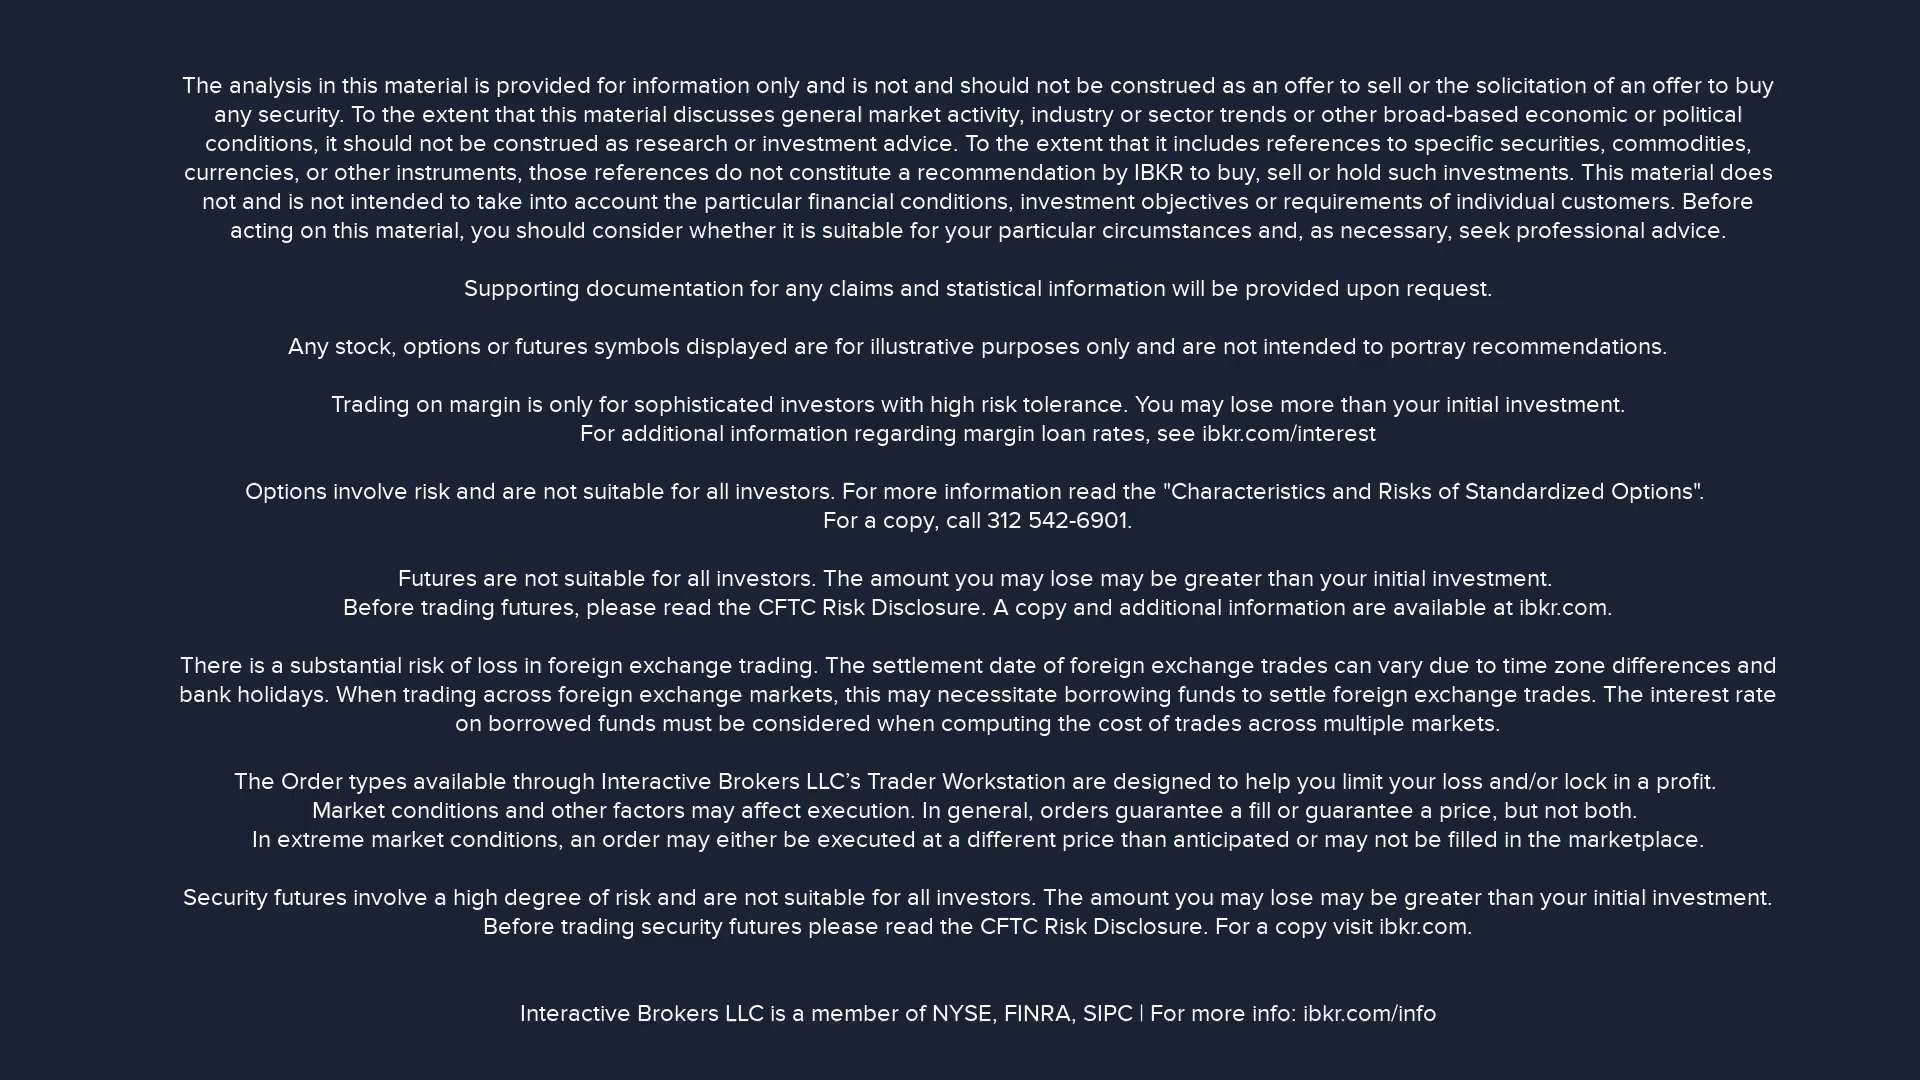 The analysis in this material is provided for information only and is not and should not be construed as an offer to sell or the solicitation of an offer to buy
any security. To the extent that this material discusses general market activity, industry or sector trends or other broad-based economic or political
conditions, it should not be construed as research or investment advice. To the extent that it includes references to specific securities, commodities,
currencies, or other instruments, those references do not constitute a recommendation by IBKR to buy, sell or hold such investments. This material does
not and is not intended to take into account the particular financial conditions, investment objectives or requirements of individual customers. Before
acting on this material, you should consider whether it is suitable for your particular circumstances and, as necessary, seek professional advice.
Supporting documentation for any claims and statistical information will be provided upon request.
Any stock, options or futures symbols displayed are for illustrative purposes only and are not intended to portray recommendations.
Trading on margin is only for sophisticated investors with high risk tolerance. You may lose more than your initial investment.
For additional information regarding margin loan rates, see ibkr.com/interest
Options involve risk and are not suitable for all investors. For more information read the "Characteristics and Risks of Standardized Options".
For a copy, call 312 542-6901.
Futures are not suitable for all investors. The amount you may lose may be greater than your initial investment.
Before trading futures, please read the CFTC Risk Disclosure. A copy and additional information are available at ibkr.com.
There is a substantial risk of loss in foreign exchange trading. The settlement date of foreign exchange trades can vary due to time zone differences and
bank holidays. When trading across foreign exchange markets, this may necessitate borrowing funds to settle foreign exchange trades. The interest rate
on borrowed funds must be considered when computing the cost of trades across multiple markets.
The Order types available through Interactive Brokers LLC’s Trader Workstation are designed to help you limit your loss and/or lock in a profit.
Market conditions and other factors may affect execution. In general, orders guarantee a fill or guarantee a price, but not both.
In extreme market conditions, an order may either be executed at a different price than anticipated or may not be filled in the marketplace.
Security futures involve a high degree of risk and are not suitable for all investors. The amount you may lose may be greater than your initial investment.
Before trading security futures please read the CFTC Risk Disclosure. For a copy visit ibkr.com.
Interactive Brokers LLC is a member of NYSE, FINRA, SIPC | For more info: ibkr.com/info